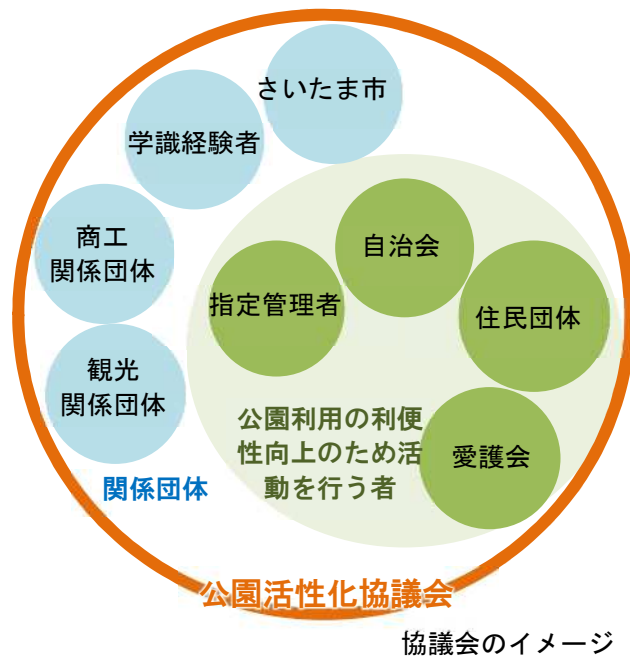 さいたま市
学識経験者
商工
関係団体
観光
関係団体
関係団体
自治会
指定管理者
住民団体
愛護会
公園利用の利便
性向上のため活
動を行う者
公園活性化協議会
協議会のイメージ